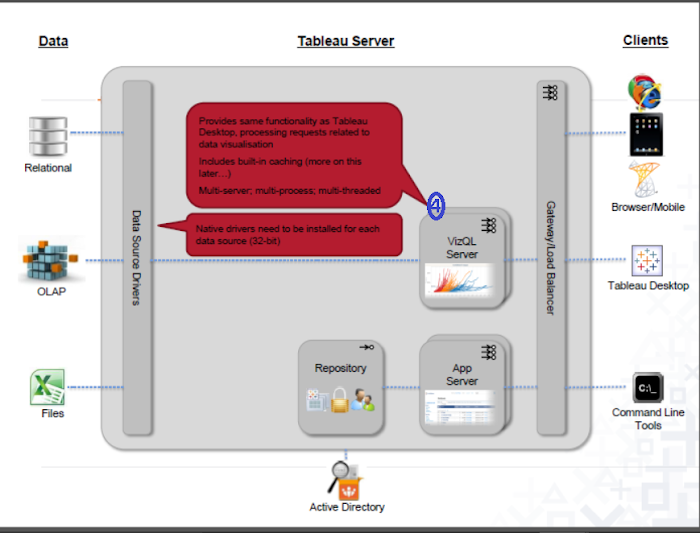 Data
Tableau Server
Clients
Provides same functionality as Tableau
Desktop, processing requests related to
data visualisation
Includes built-in caching (more on this
later…)
Multi-server; multi-process; multi-threaded
Native drivers need to be installed for each
data source (32-bit)
4
Relational
OLAP
Files
Data Source Drivers
VizQL
Server
Repository
App
Server
Gateway/Load Balancer
Browser/Mobile
Tableau Desktop
C:\_
Command Line
Tools
Active Directory